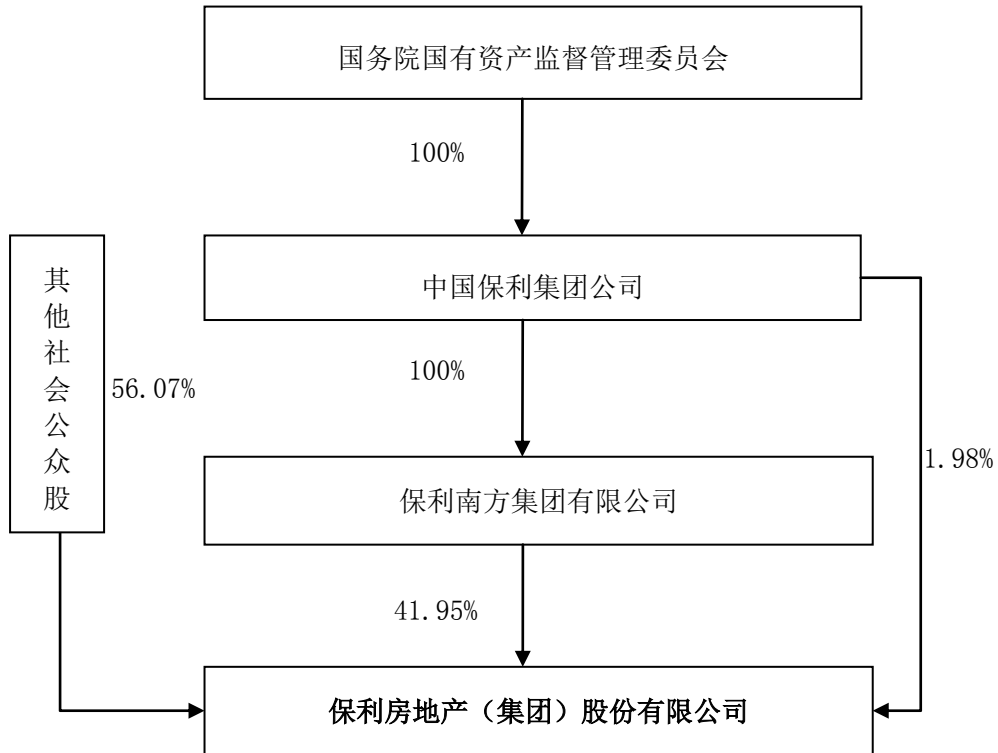 国务院国有资产监督管理委员会
100%
中国保利集团公司
其他社会公众股
56.07%
100%
1.98%
保利南方集团有限公司
41.95%
保利房地产（集团）股份有限公司